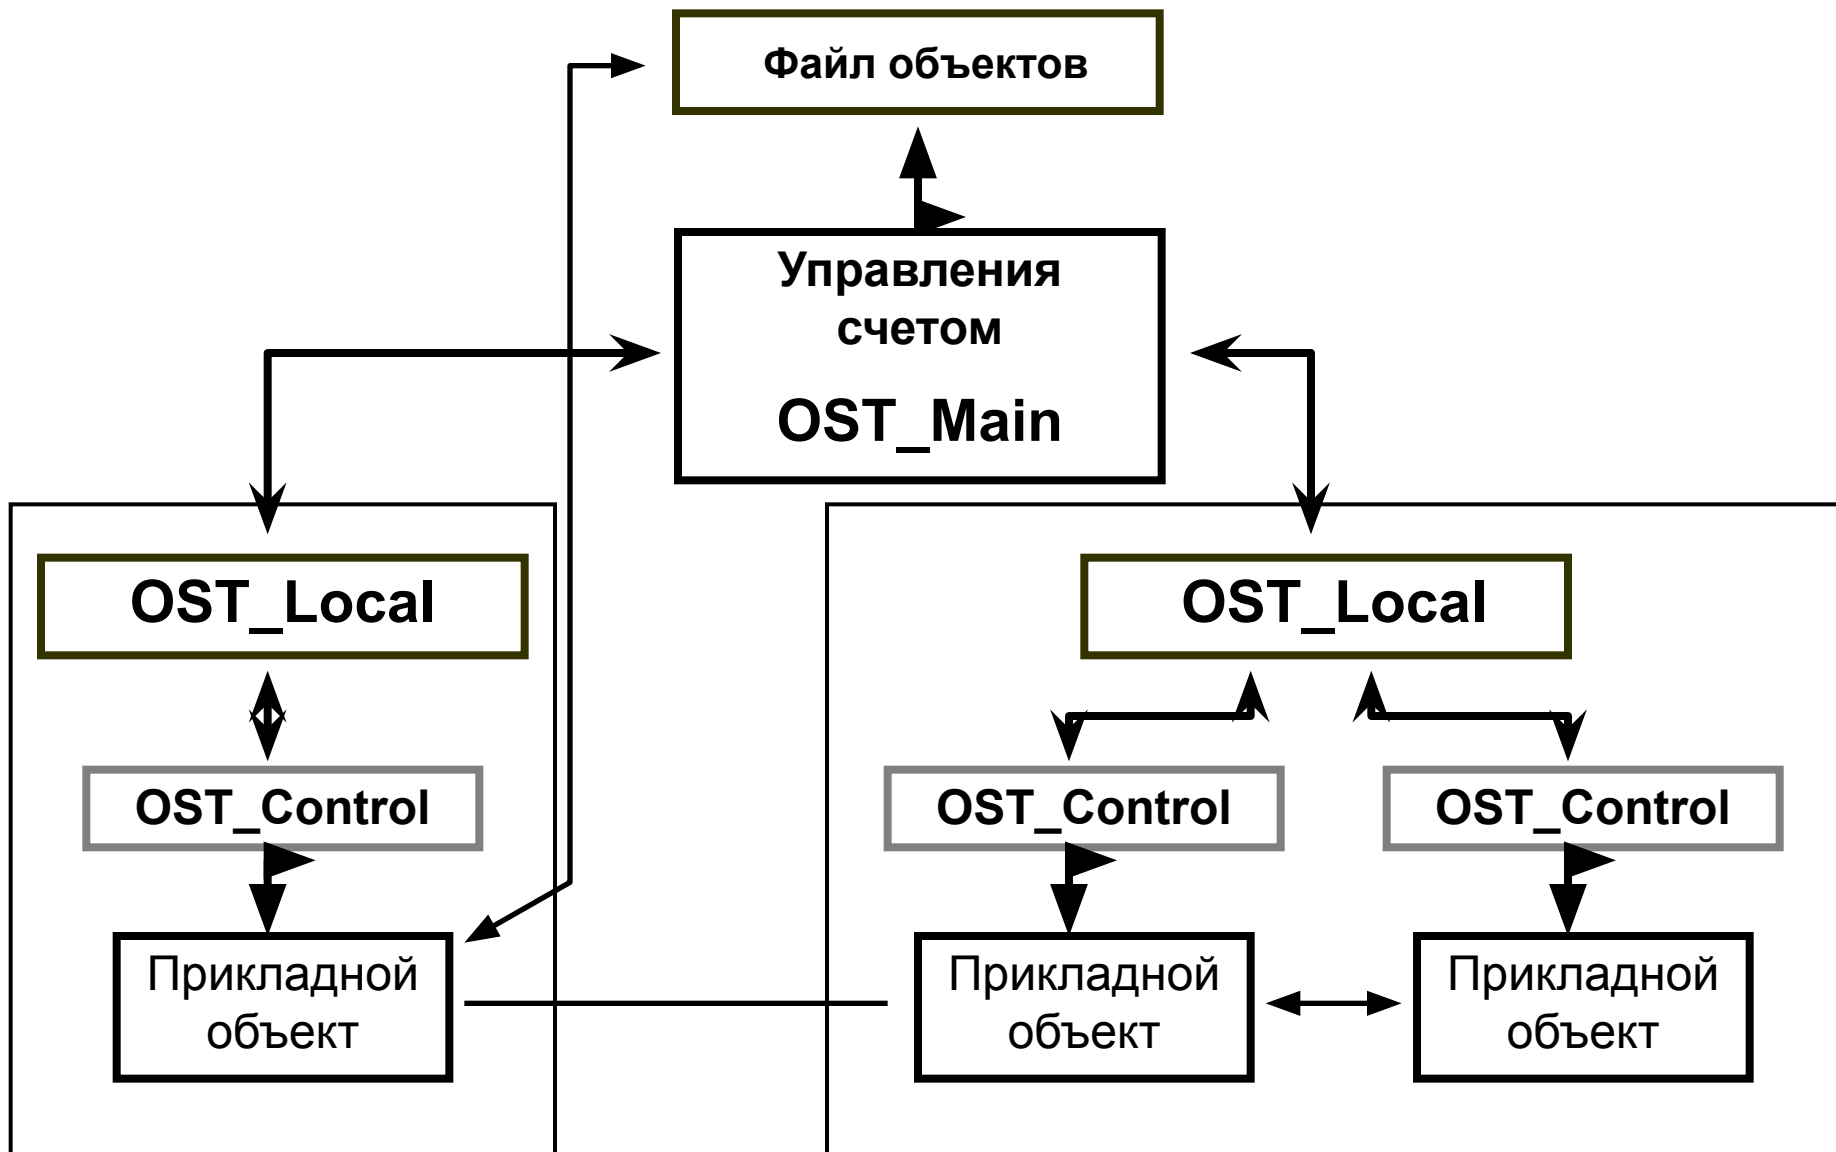 Файл объектов
Управления
счетом
OST_Main
OST_Local
OST_Local
OST_Control
OST_Control
OST_Control
Прикладной
объект
Прикладной
объект
Прикладной
объект